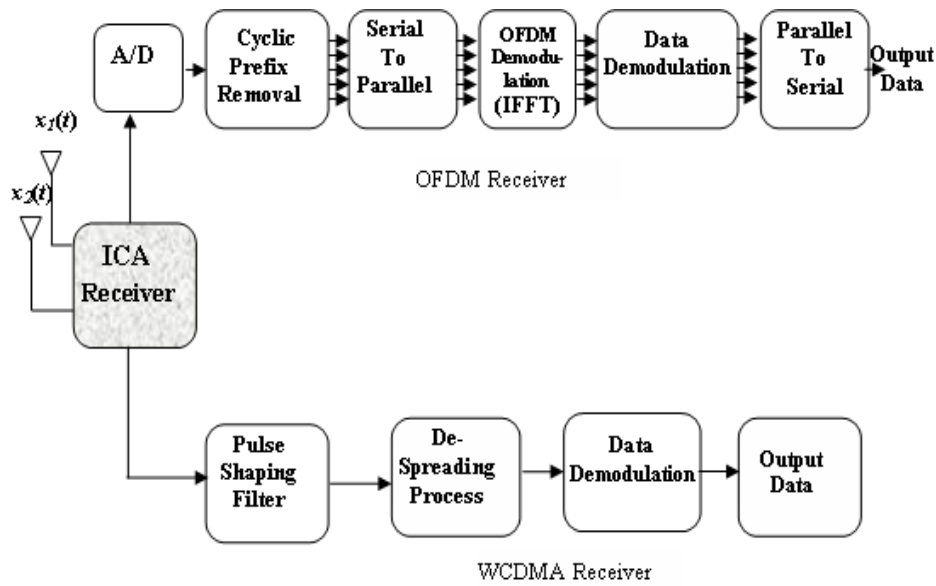 A/D
Cyclic
Prefix
Removal
Serial
To
Parallel
OFDM
Demodu-
lation
(IFFT)
Data
Demodulation
Parallel
To
Serial
Output
Data
x1(t)
x2(t)
OFDM Receiver
ICA
Receiver
Pulse
Shaping
Filter
De-
Spreading
Process
Data
Demodulation
Output
Data
WCDMA Receiver